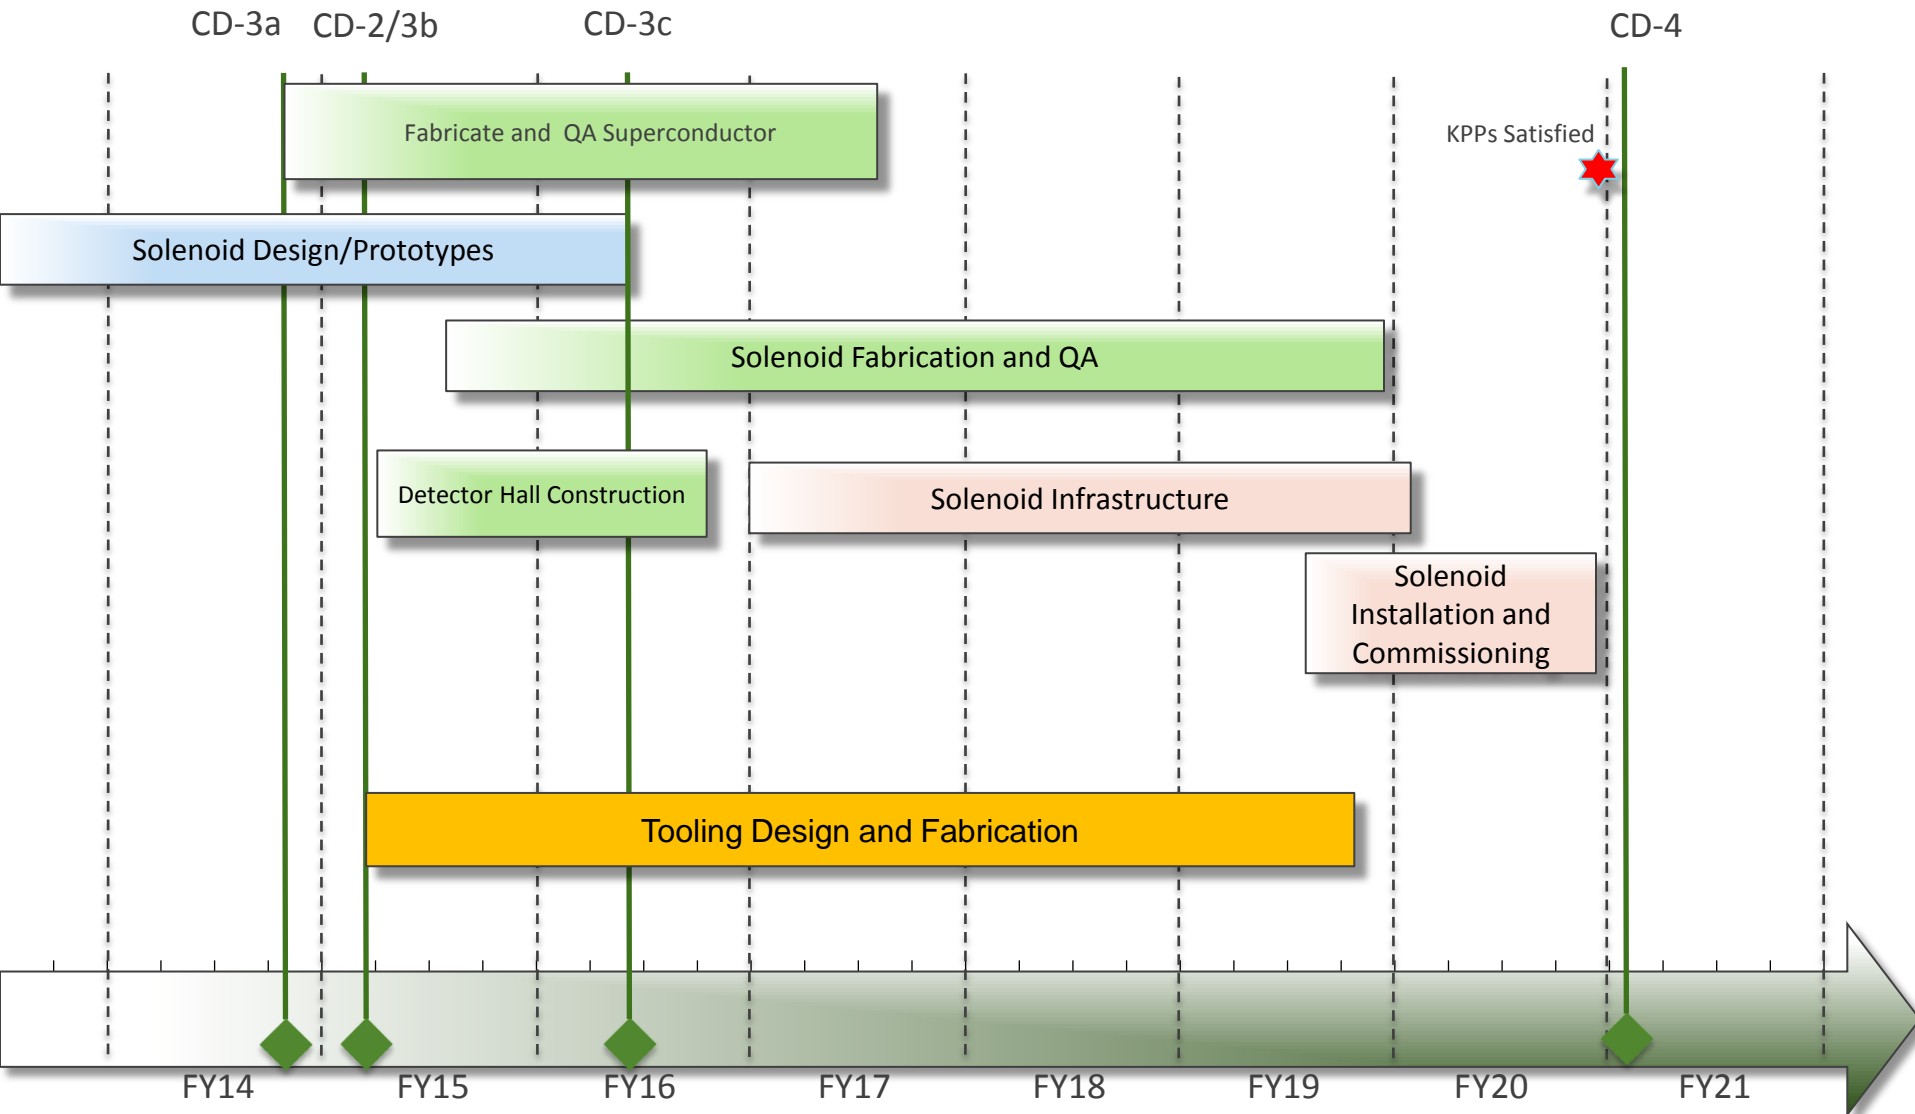 CD-3a CD-2/3b CD-3c CD-4
Fabricate and QA Superconductor
KPPs Satisfied
Solenoid Design/Prototypes
Solenoid Fabrication and QA
Detector Hall Construction
Solenoid Infrastructure
Solenoid
Installation and
Commissioning
Tooling Design and Fabrication
FY14 FY15 FY16 FY17 FY18 FY19 FY20 FY21